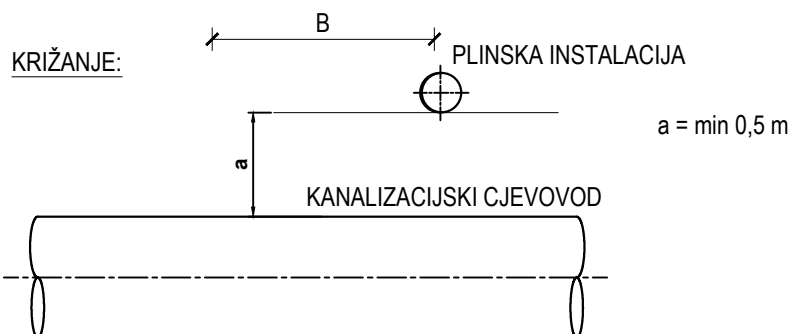 B
KRIŽANJE:
PLINSKA INSTALACIJA
a = min 0,5 m
a
KANALIZACIJSKI CJEVOVOD